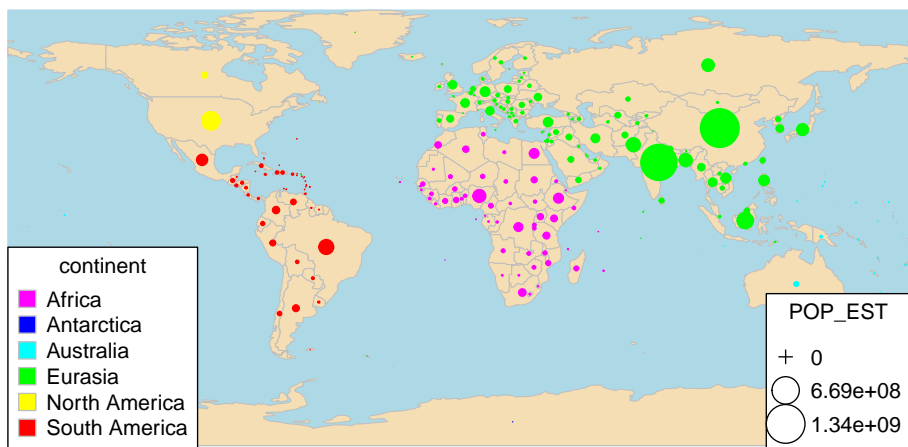 continent
Africa
Antarctica
Australia
Eurasia
North America
South America
POP_EST
0
6.69e+08
1.34e+09